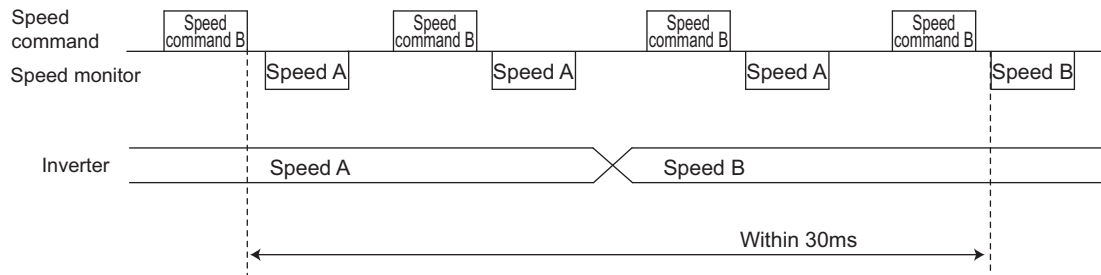 Speed
command
Speed
command B
Speed
command B
Speed
command B
Speed
command B
Speed monitor
Speed A
Speed A
Speed A
Speed B
Inverter
Speed A
Speed B
Within 30ms